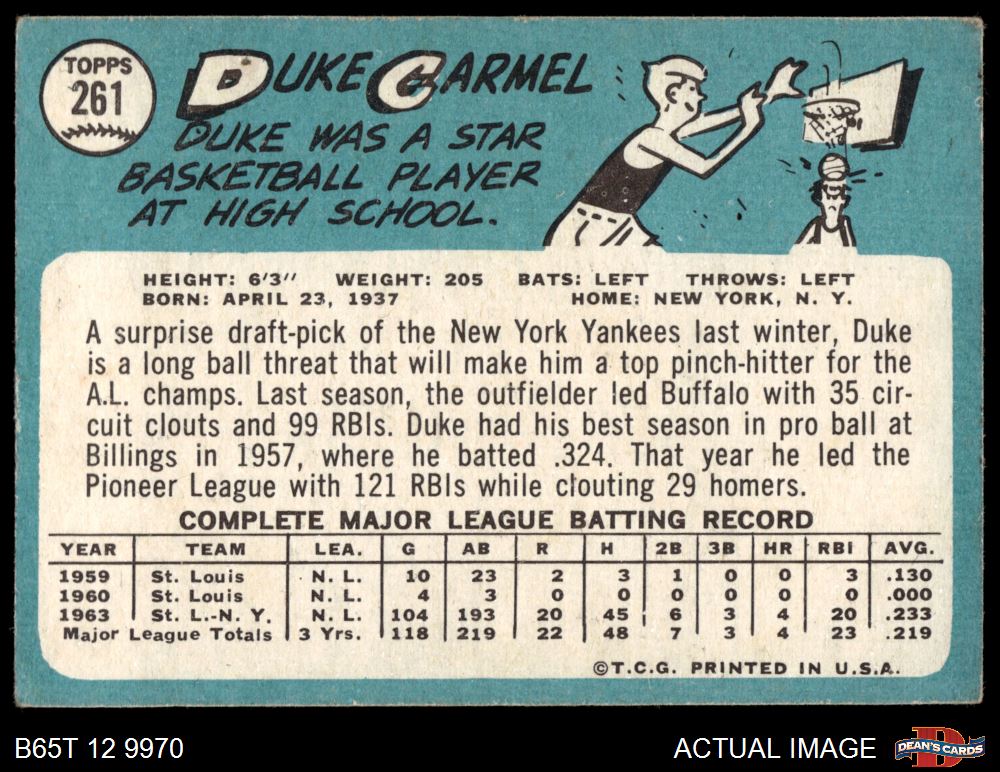 TOPPS
261
DUKE CARMEL
DUKE WAS A STAR
BASKETBALL PLAYER
AT HIGH SCHOOL.
HEIGHT: 6'3" WEIGHT: 205 BATS: LEFT THROWS: LEFT
BORN: APRIL 23, 1937 HOME: NEW YORK, N. Y.
A surprise draft-pick of the New York Yankees last winter, Duke
is a long ball threat that will make him a top pinch-hitter for the
A.L. champs. Last season, the outfielder led Buffalo with 35 cir-
cuit clouts and 99 RBIs. Duke had his best season in pro ball at
Billings in 1957, where he batted .324. That year he led the
Pioneer League with 121 RBIs while clouting 29 homers.
COMPLETE MAJOR LEAGUE BATTING RECORD
YEAR TEAM LEA. G AB R H 2B 3B HR RBI AVG.
1959 St. Louis N. L. 10 23 2 3 1 0 0 3 .130
1960 St. Louis N. L. 4 3 0 0 0 0 0 0 .000
1963 St. L.-N. Y. N. L. 104 193 20 45 6 3 4 20 .233
Major League Totals 3 Yrs. 118 219 22 48 7 3 4 23 .219
©T.C.G. PRINTED IN U.S.A.
B65T 12 9970 ACTUAL IMAGE
D
DEAN'S CARDS